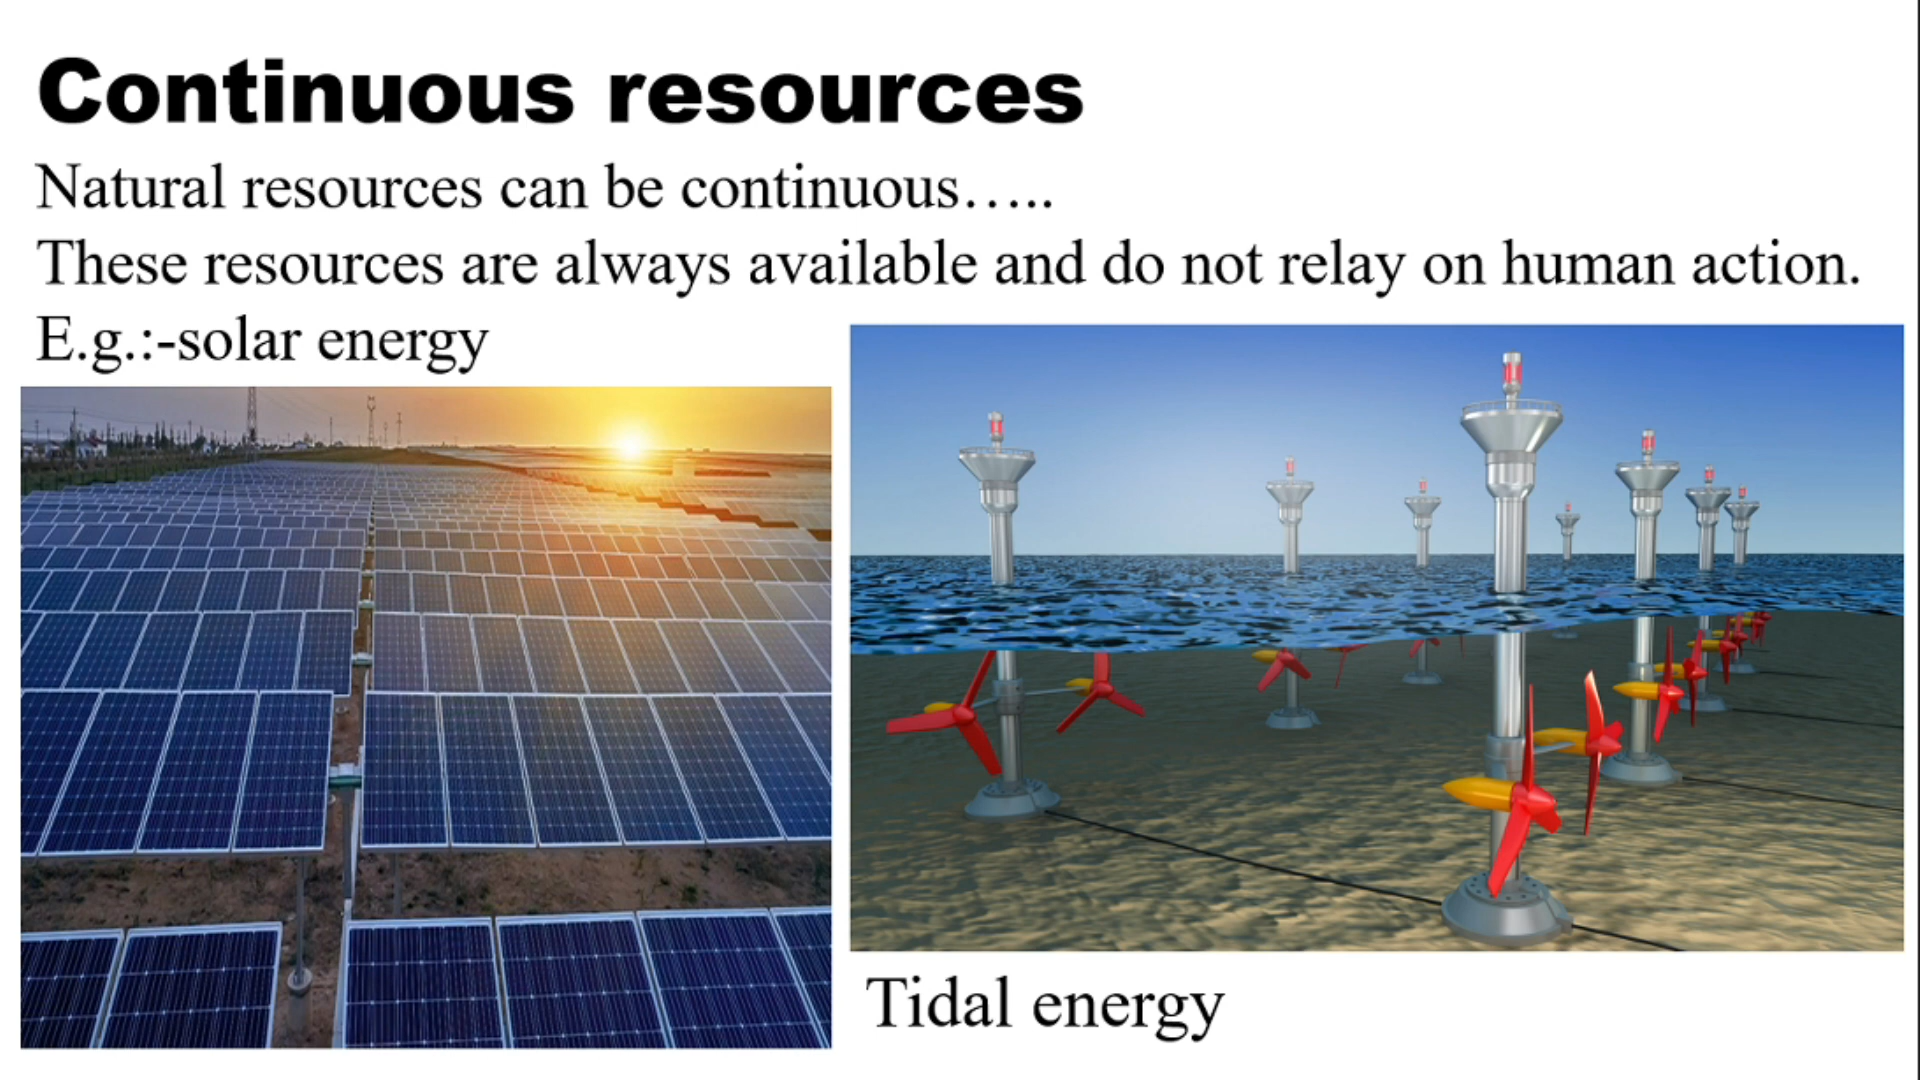 Continuous resources
Natural resources can be continuous…..
These resources are always available and do not relay on human action.
E.g.:-solar energy
Tidal energy